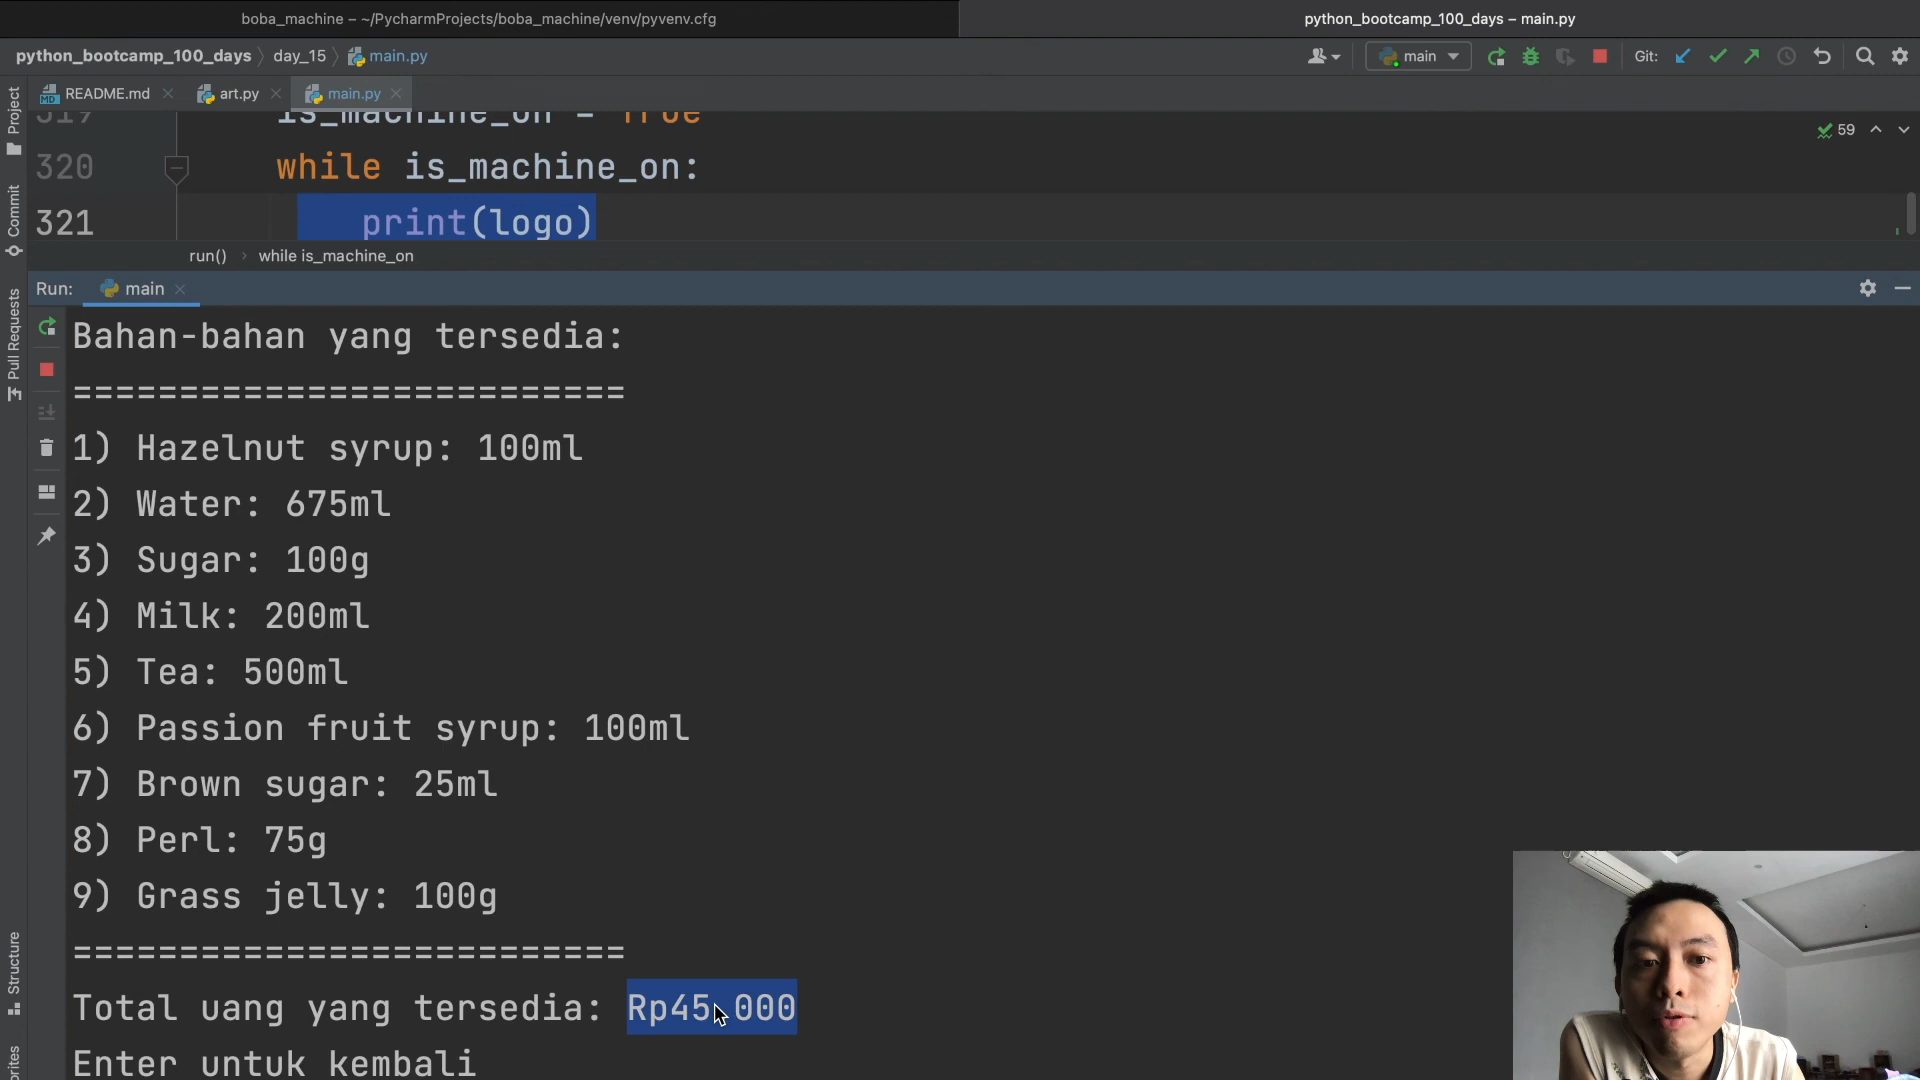 boba_machine – ~/PycharmProjects/boba_machine/venv/pyvenv.cfg
python_bootcamp_100_days – main.py
python_bootcamp_100_days
day_15
main.py
main
Git:
README.md
art.py
main.py
Project
Commit
Pull Requests
Structure
319 is_machine_on = True
320 while is_machine_on:
321 print(logo)
59
run()
while is_machine_on
Run:
main
Bahan-bahan yang tersedia:
==========================
1) Hazelnut syrup: 100ml
2) Water: 675ml
3) Sugar: 100g
4) Milk: 200ml
5) Tea: 500ml
6) Passion fruit syrup: 100ml
7) Brown sugar: 25ml
8) Perl: 75g
9) Grass jelly: 100g
==========================
Total uang yang tersedia: Rp45.000
Enter untuk kembali